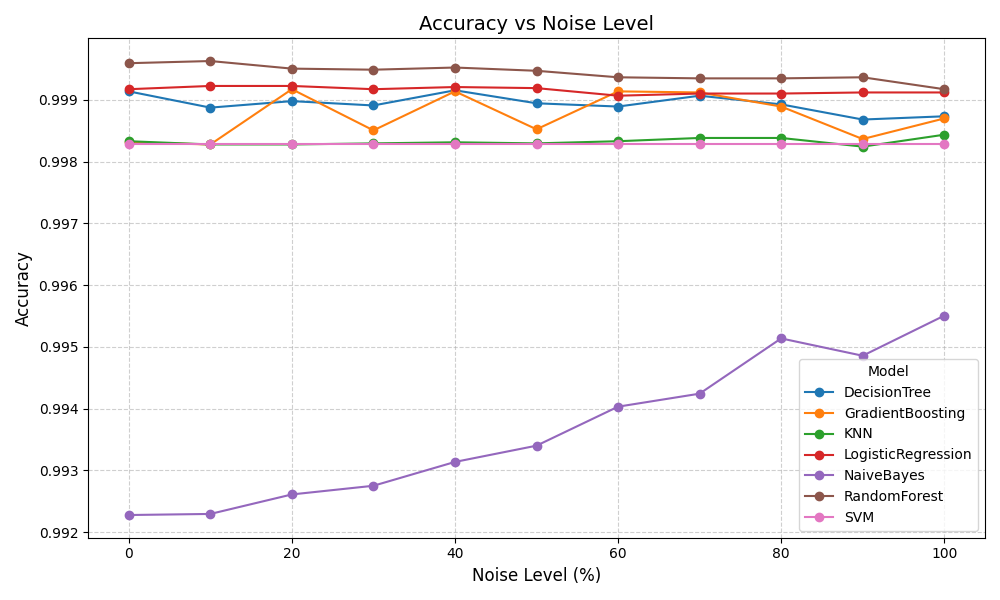 Accuracy vs Noise Level
Accuracy
0.999
0.998
0.997
0.996
0.995
0.994
0.993
0.992
0
20
40
60
80
100
Noise Level (%)
Model
DecisionTree
GradientBoosting
KNN
LogisticRegression
NaiveBayes
RandomForest
SVM